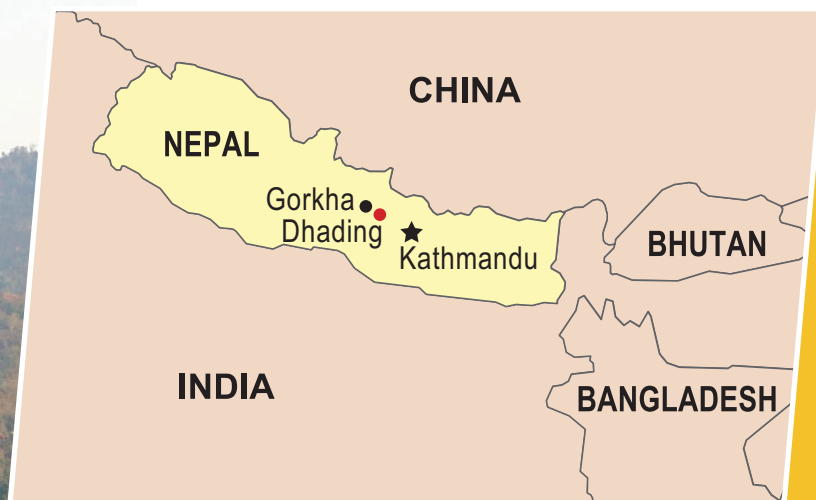 CHINA
NEPAL
Gorkha
Dhading
Kathmandu
BHUTAN
INDIA
BANGLADESH